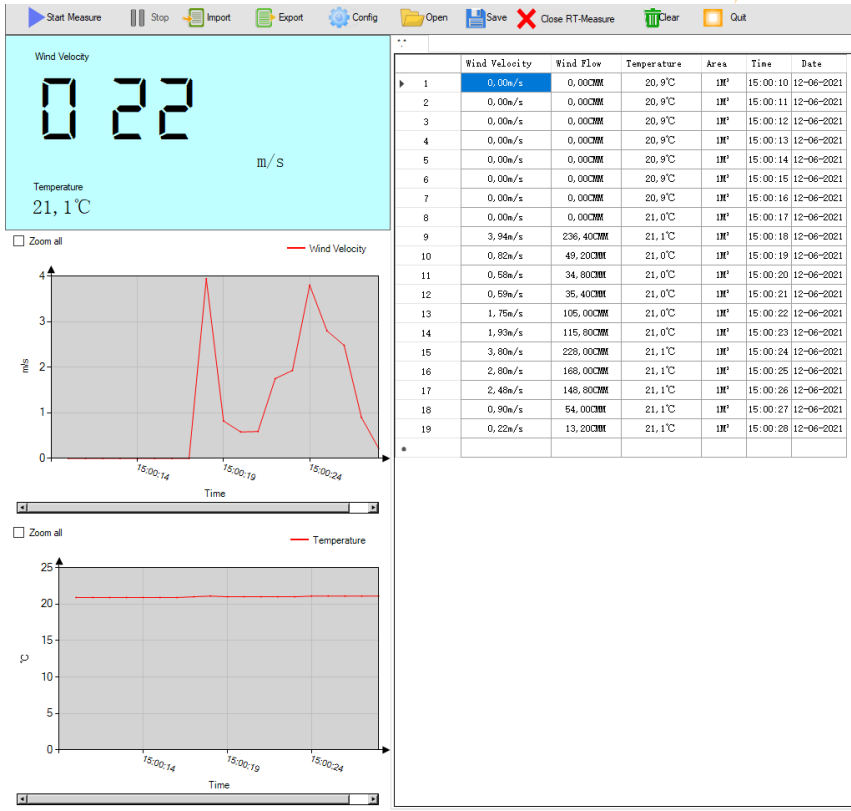 Start Measure Stop Import Export Config Open Save Close RT-Measure Clear Quit
Wind Velocity
0 22
m/s
Temperature
21,1℃
Zoom all
Wind Velocity
4
3
2
1
0
m/s
15:00:14 15:00:19 15:00:24
Time
Zoom all
Temperature
25
20
15
10
5
0
℃
15:00:14 15:00:19 15:00:24
Time
Wind Velocity Wind Flow Temperature Area Time Date
1 0,00m/s 0,00CMM 20,9℃ 1M² 15:00:10 12-06-2021
2 0,00m/s 0,00CMM 20,9℃ 1M² 15:00:11 12-06-2021
3 0,00m/s 0,00CMM 20,9℃ 1M² 15:00:12 12-06-2021
4 0,00m/s 0,00CMM 20,9℃ 1M² 15:00:13 12-06-2021
5 0,00m/s 0,00CMM 20,9℃ 1M² 15:00:14 12-06-2021
6 0,00m/s 0,00CMM 20,9℃ 1M² 15:00:15 12-06-2021
7 0,00m/s 0,00CMM 20,9℃ 1M² 15:00:16 12-06-2021
8 0,00m/s 0,00CMM 21,0℃ 1M² 15:00:17 12-06-2021
9 3,94m/s 236,40CMM 21,1℃ 1M² 15:00:18 12-06-2021
10 0,82m/s 49,20CMM 21,0℃ 1M² 15:00:19 12-06-2021
11 0,58m/s 34,80CMM 21,0℃ 1M² 15:00:20 12-06-2021
12 0,59m/s 35,40CMM 21,0℃ 1M² 15:00:21 12-06-2021
13 1,75m/s 105,00CMM 21,0℃ 1M² 15:00:22 12-06-2021
14 1,93m/s 115,80CMM 21,0℃ 1M² 15:00:23 12-06-2021
15 3,80m/s 228,00CMM 21,1℃ 1M² 15:00:24 12-06-2021
16 2,80m/s 168,00CMM 21,1℃ 1M² 15:00:25 12-06-2021
17 2,48m/s 148,80CMM 21,1℃ 1M² 15:00:26 12-06-2021
18 0,90m/s 54,00CMM 21,1℃ 1M² 15:00:27 12-06-2021
19 0,22m/s 13,20CMM 21,1℃ 1M² 15:00:28 12-06-2021